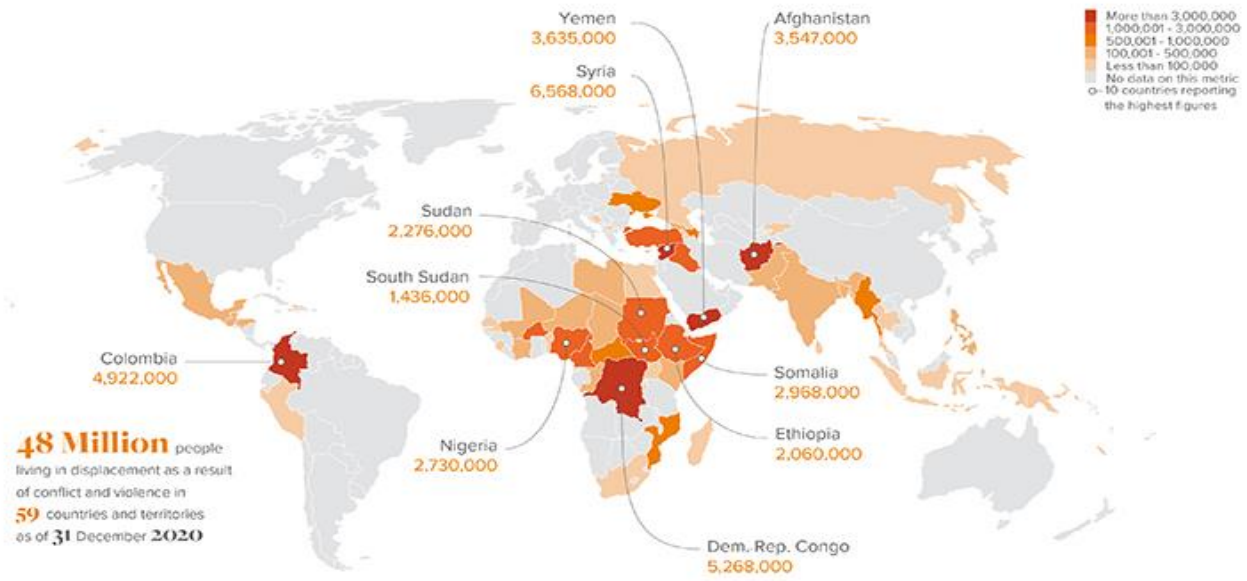 Yemen
3,635,000
Afghanistan
3,547,000
Syria
6,568,000
More than 3,000,000
1,000,001 - 3,000,000
500,001 - 1,000,000
100,001 - 500,000
Less than 100,000
No data on this metric
10 countries reporting
the highest figures
Sudan
2,276,000
South Sudan
1,436,000
Colombia
4,922,000
Somalia
2,968,000
Nigeria
2,730,000
Ethiopia
2,060,000
Dem. Rep. Congo
5,268,000
48 Million people
living in displacement as a result
of conflict and violence in
59 countries and territories
as of 31 December 2020